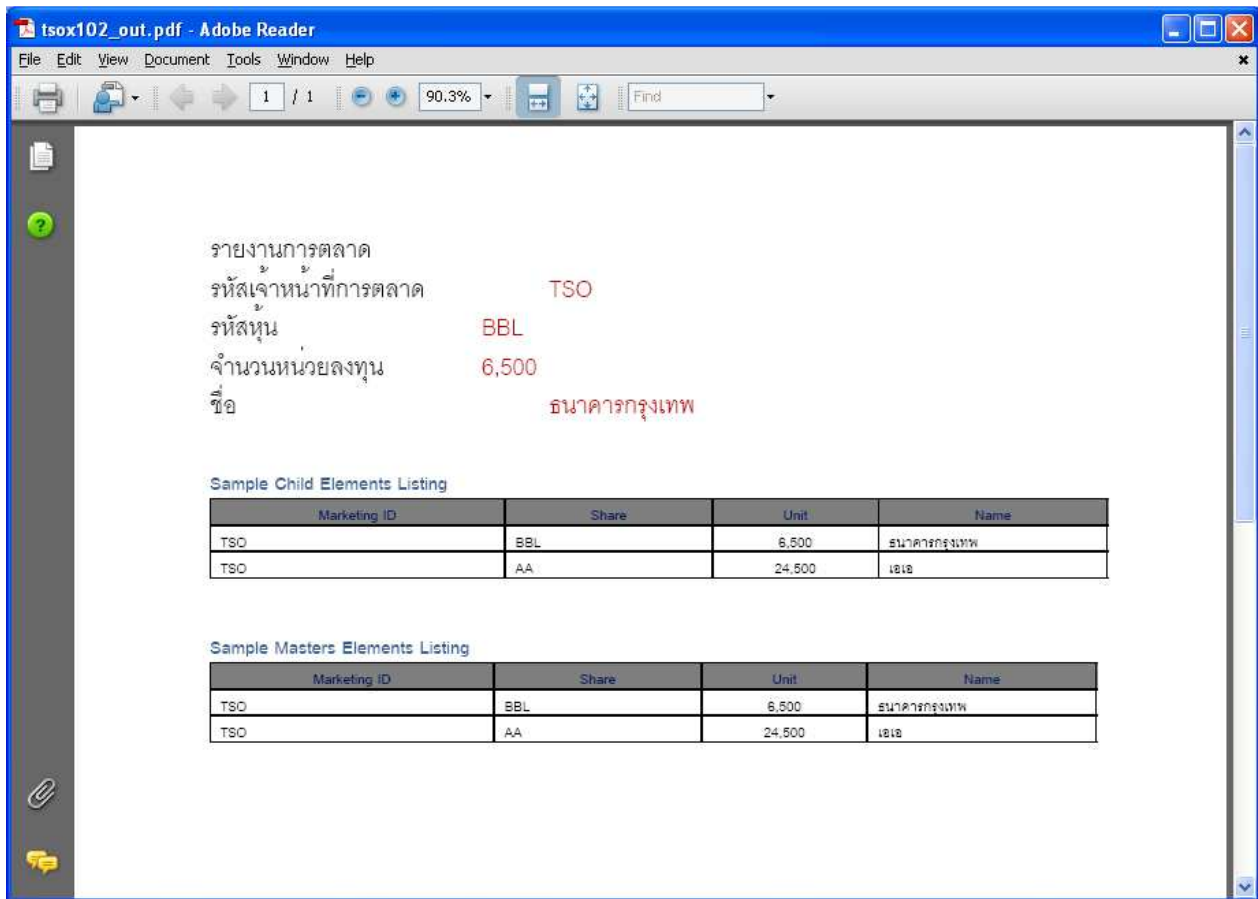 tsox102_out.pdf - Adobe Reader
File Edit View Document Tools Window Help
1 / 1 90.3% Find
รายงานการตลาด
รหัสเจ้าหน้าที่การตลาด TSO
รหัสหุ้น BBL
จำนวนหน่วยลงทุน 6,500
ชื่อ ธนาคารกรุงเทพ
Sample Child Elements Listing
Marketing ID Share Unit Name
TSO BBL 6,500 ธนาคารกรุงเทพ
TSO AA 24,500 เอเอ
Sample Masters Elements Listing
Marketing ID Share Unit Name
TSO BBL 6,500 ธนาคารกรุงเทพ
TSO AA 24,500 เอเอ